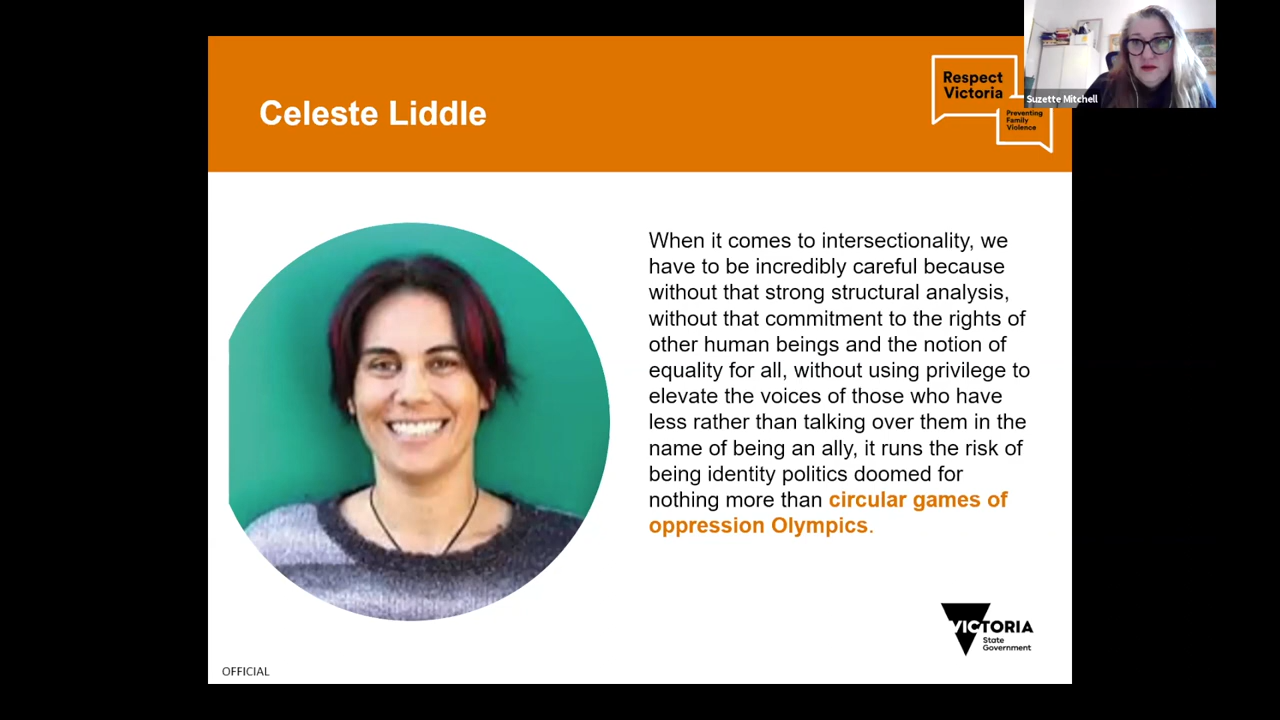 Celeste Liddle
Respect
Victoria
Preventing
Family
Violence
Suzette Mitchell
When it comes to intersectionality, we
have to be incredibly careful because
without that strong structural analysis,
without that commitment to the rights of
other human beings and the notion of
equality for all, without using privilege to
elevate the voices of those who have
less rather than talking over them in the
name of being an ally, it runs the risk of
being identity politics doomed for
nothing more than circular games of
oppression Olympics.
VICTORIA
State
Government
OFFICIAL